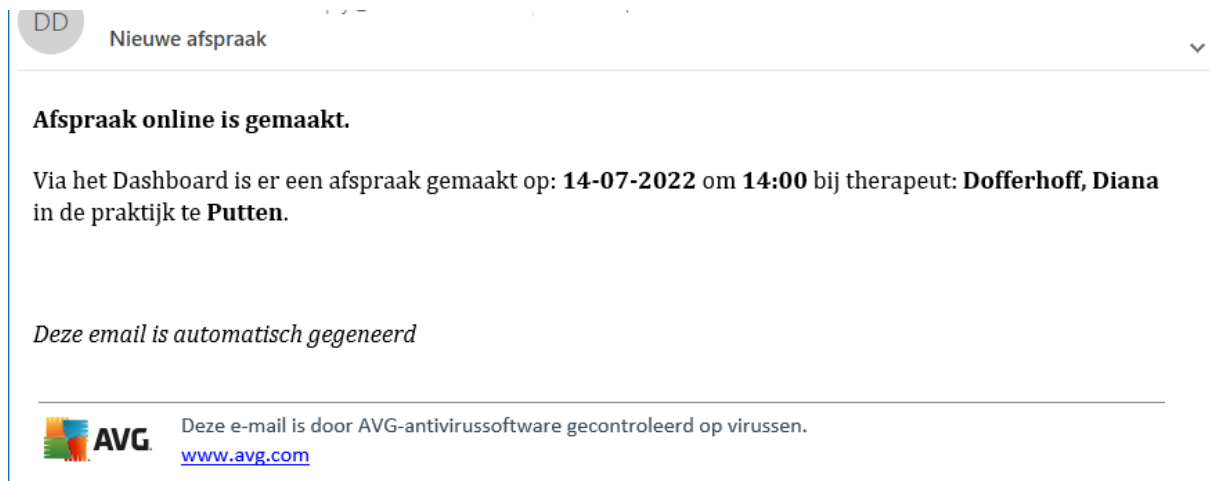 DD
Nieuwe afspraak
Afspraak online is gemaakt.
Via het Dashboard is er een afspraak gemaakt op: 14-07-2022 om 14:00 bij therapeut: Dofferhoff, Diana
in de praktijk te Putten.
Deze email is automatisch gegeneerd
AVG.
Deze e-mail is door AVG-antivirussoftware gecontroleerd op virussen.
www.avg.com